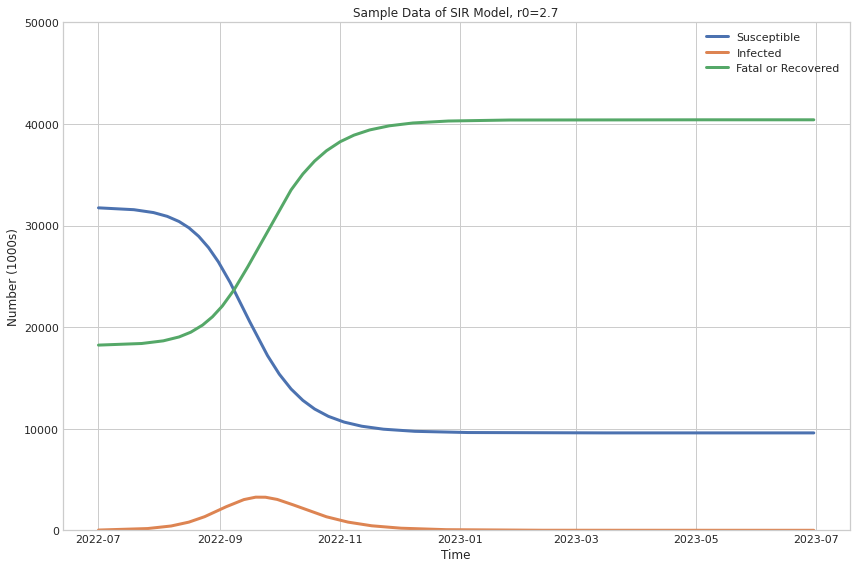 Sample Data of SIR Model, r0=2.7
Susceptible
Infected
Fatal or Recovered
Number (1000s)
50000
40000
30000
20000
10000
0
2022-07 2022-09 2022-11 2023-01 2023-03 2023-05 2023-07
Time